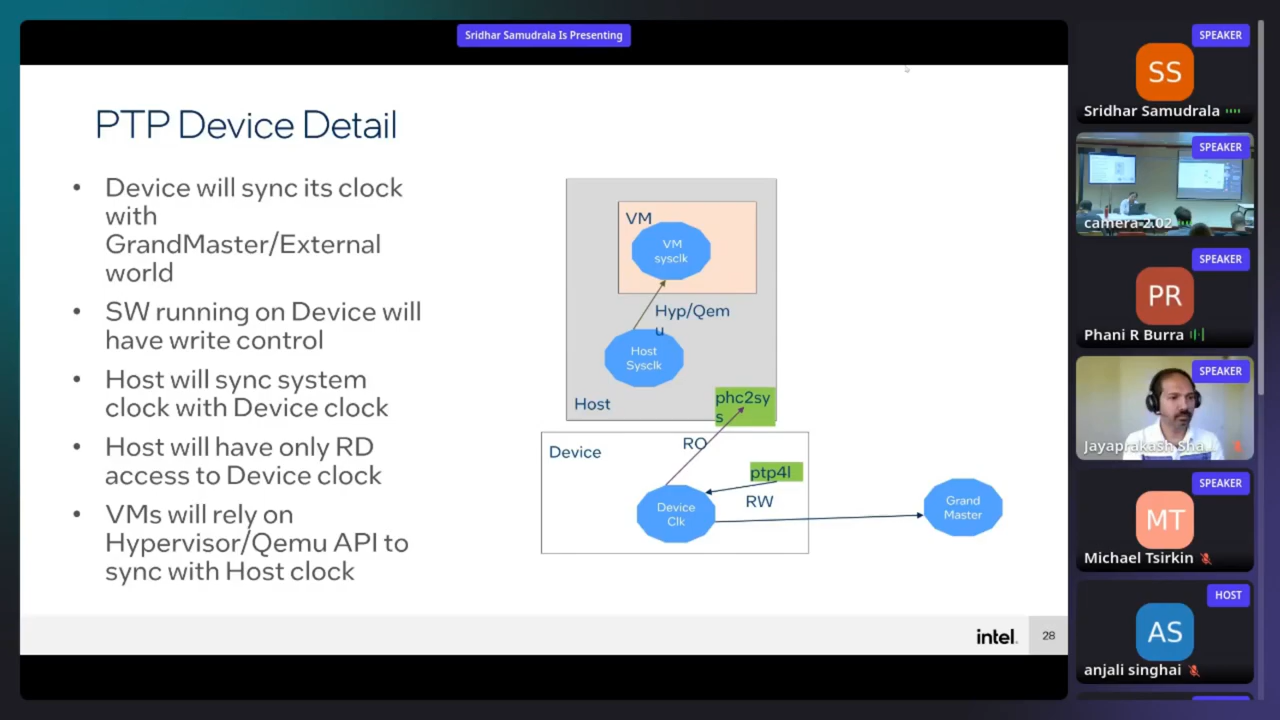 Sridhar Samudrala Is Presenting
PTP Device Detail
• Device will sync its clock
with
GrandMaster/External
world
• SW running on Device will
have write control
• Host will sync system
clock with Device clock
• Host will have only RD
access to Device clock
• VMs will rely on
Hypervisor/Qemu API to
sync with Host clock
VM
VM
sysclk
Hyp/Qem
u
Host
Sysclk
Host
phc2sy
s
RO
Device
ptp4l
RW
Device
Clk
Grand
Master
intel.
28
SPEAKER
SS
Sridhar Samudrala
SPEAKER
camera-2.02
SPEAKER
PR
Phani R Burra
SPEAKER
Jayaprakash Sha
SPEAKER
MT
Michael Tsirkin
HOST
AS
anjali singhai